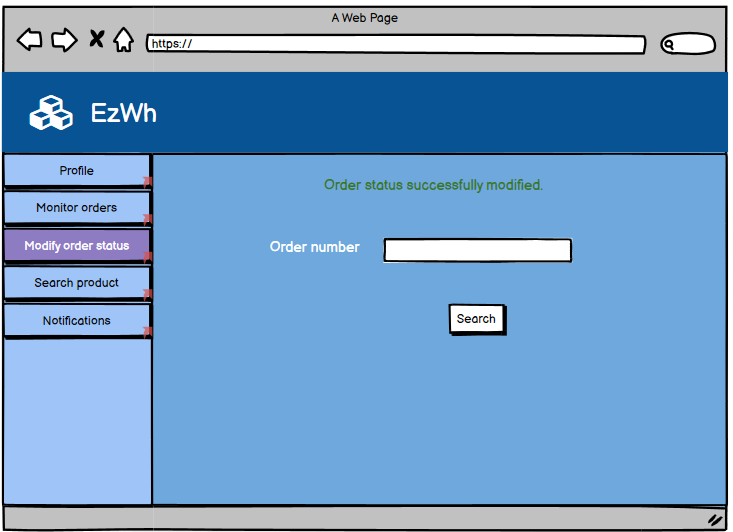 A Web Page
https://
EzWh
Profile
Monitor orders
Modify order status
Search product
Notifications
Order status successfully modified.
Order number
Search